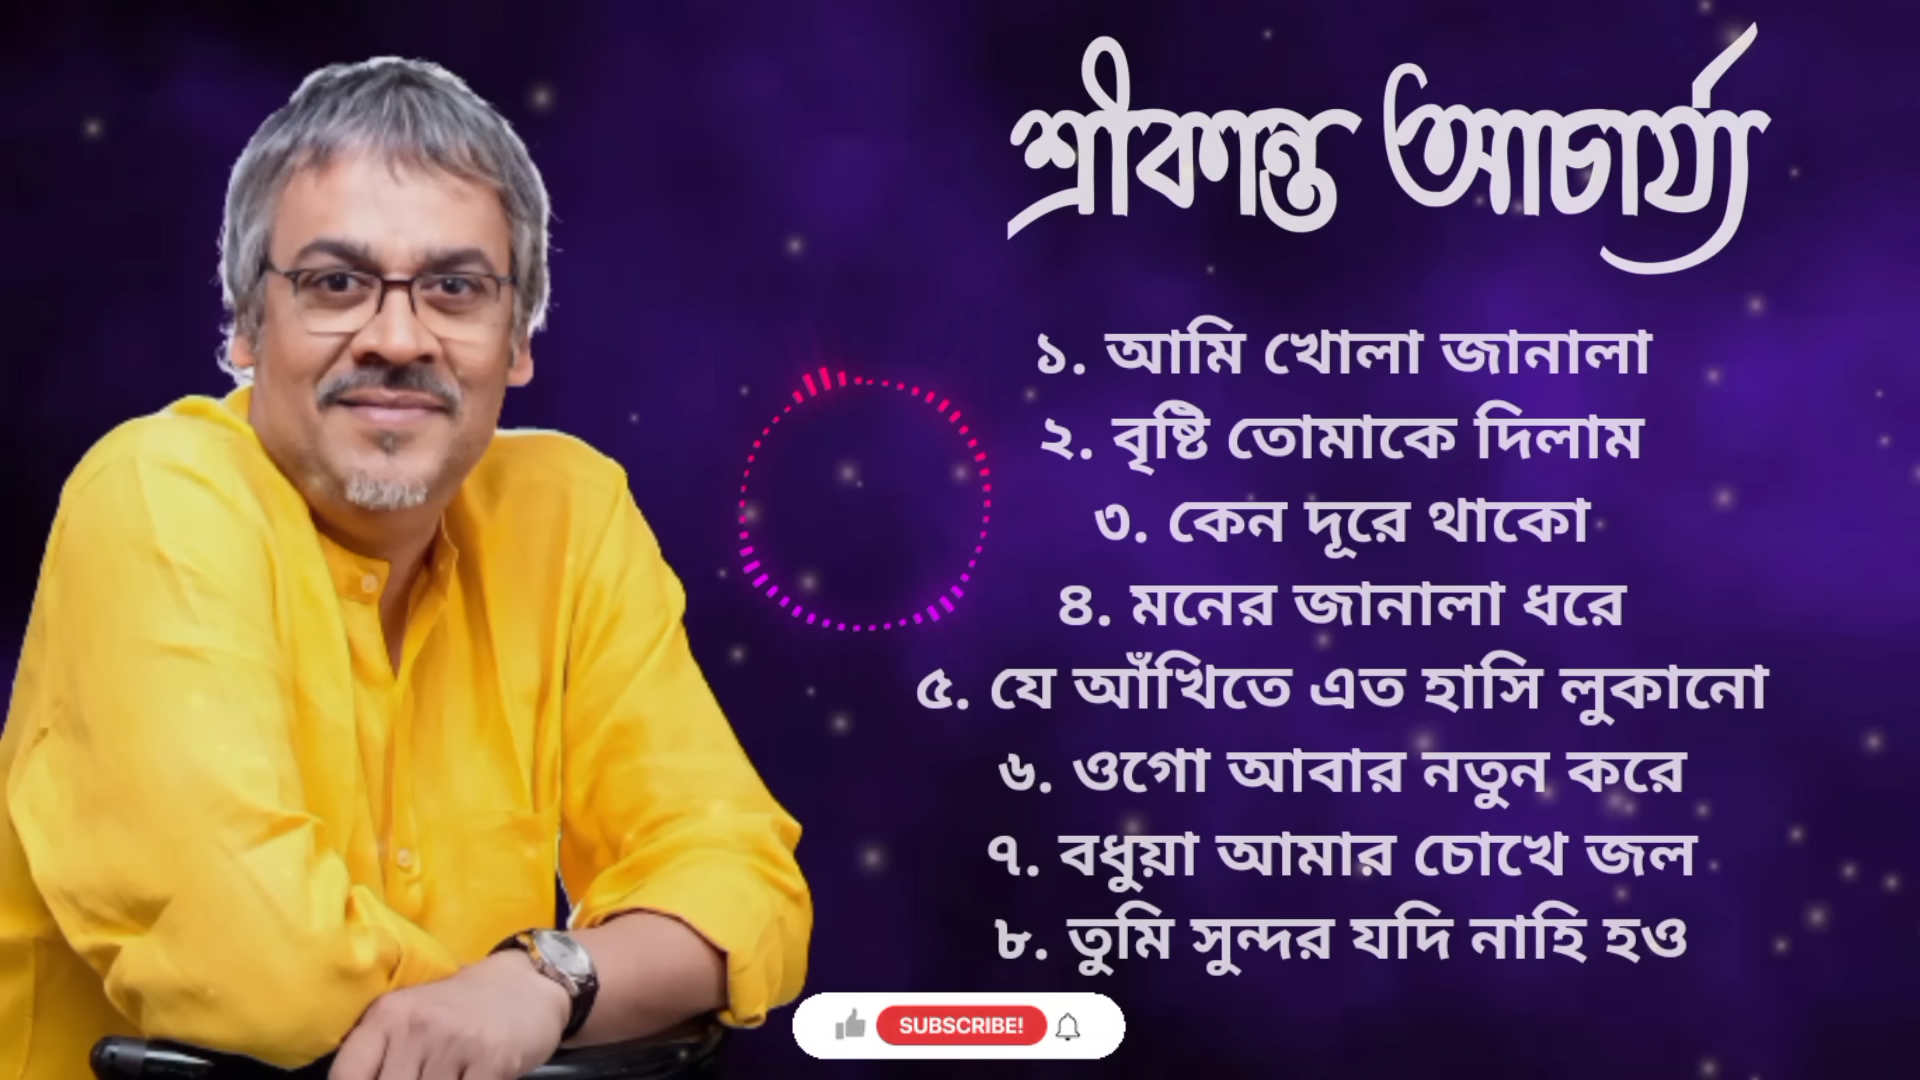 শ্রীকান্ত আচার্য্য
১. আমি খোলা জানালা
২. বৃষ্টি তোমাকে দিলাম
৩. কেন দূরে থাকো
৪. মনের জানালা ধরে
৫. যে আঁখিতে এত হাসি লুকানো
৬. ওগো আবার নতুন করে
৭. বধুয়া আমার চোখে জল
৮. তুমি সুন্দর যদি নাহি হও
SUBSCRIBE!